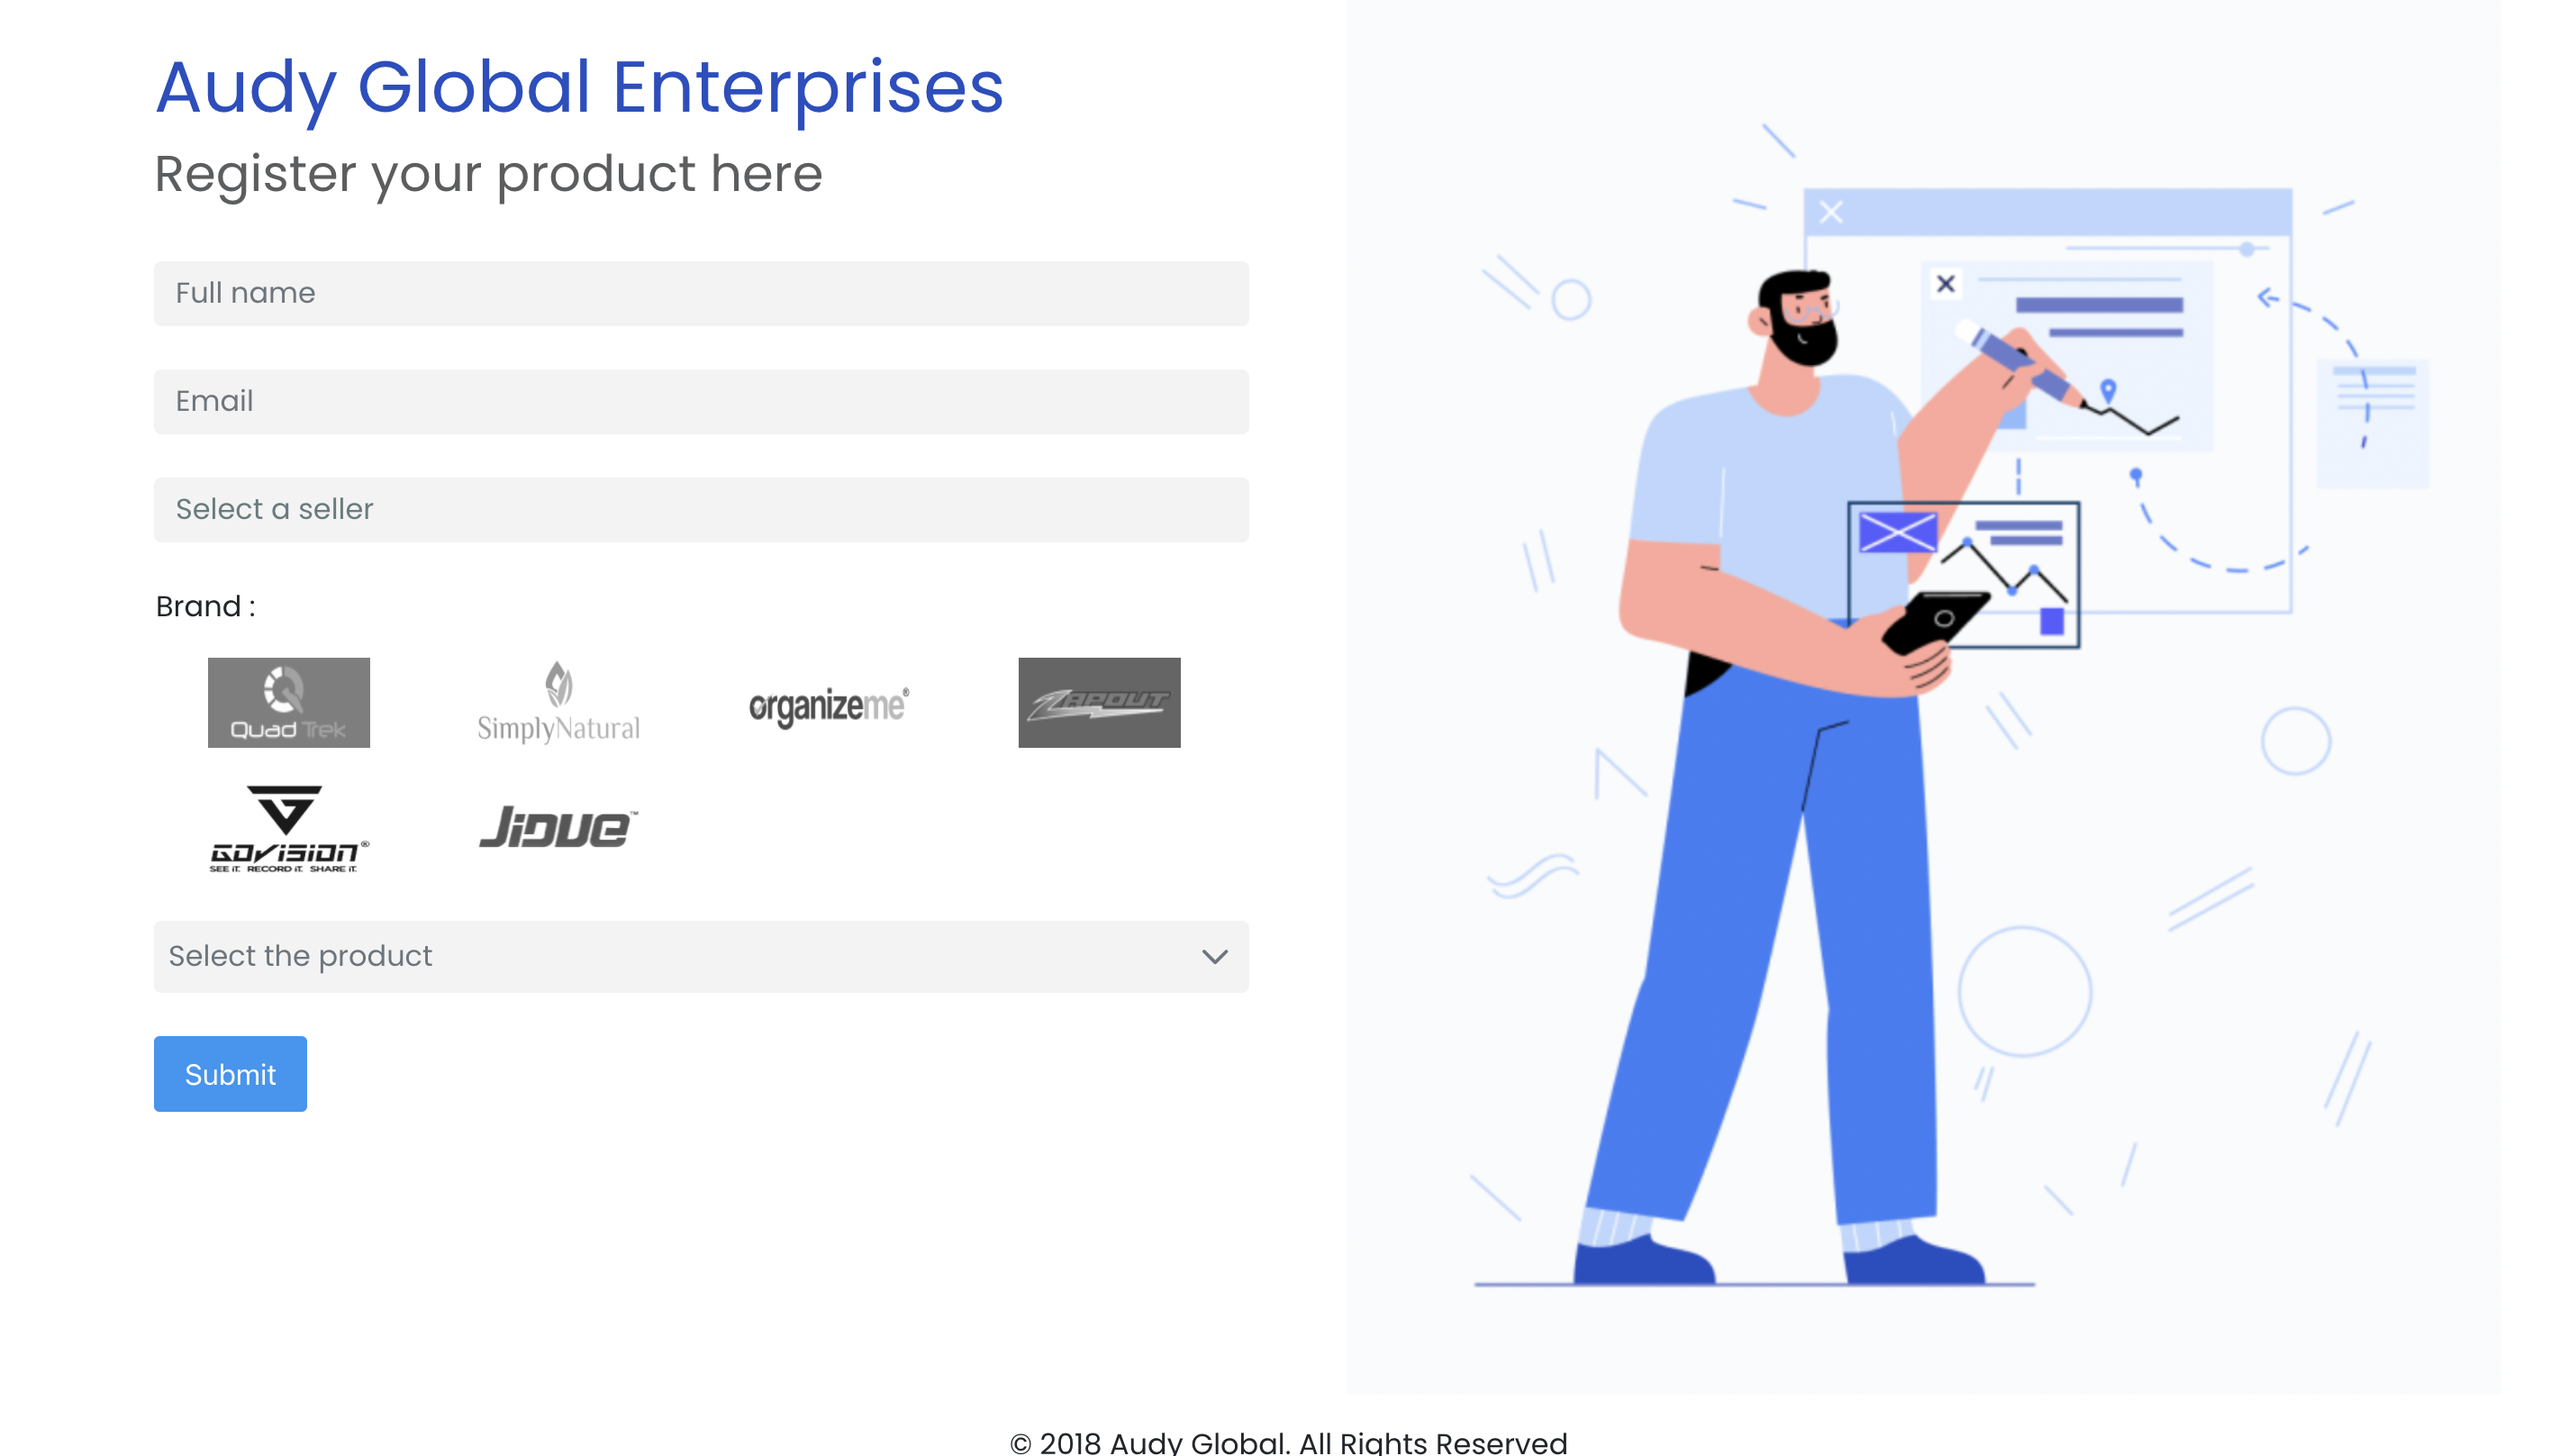 Audy Global Enterprises
Register your product here
Full name
Email
Select a seller
Brand :
Quad Trek
SimplyNatural
organizeme®
ZAPOUT
GOVISION®
SEE iT. RECORD iT. SHARE iT.
JiDUE™
Select the product
Submit
© 2018 Audy Global. All Rights Reserved